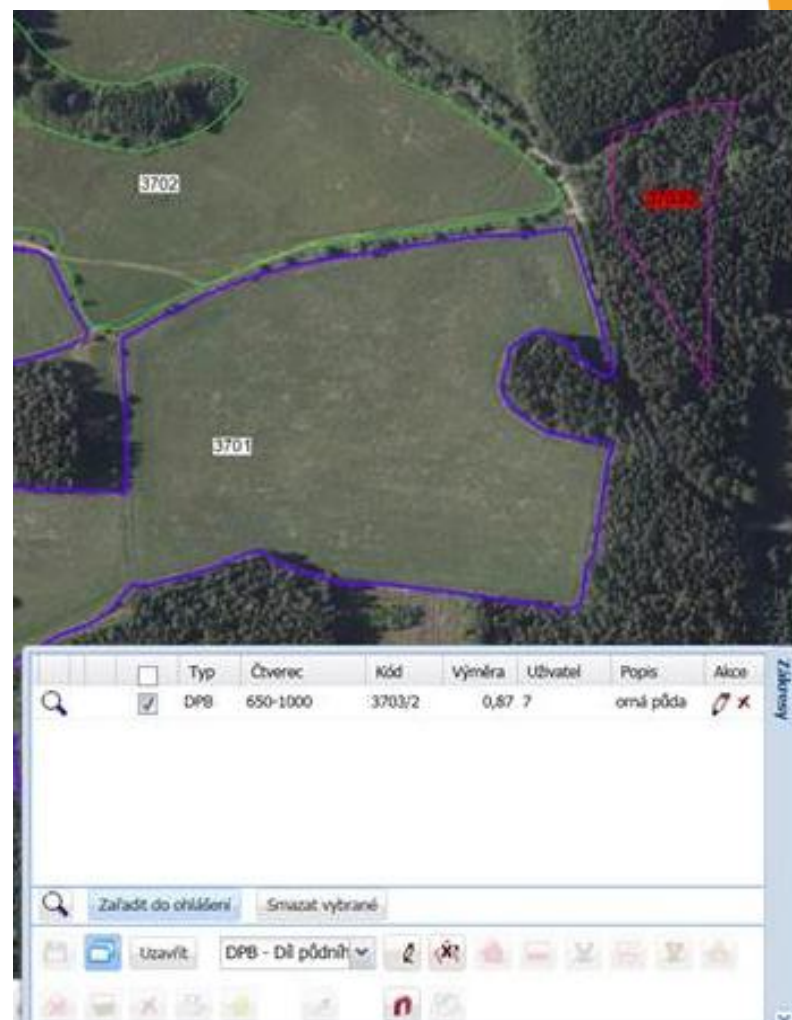 3702
3701
Typ Čtverec Kód Výměra Uživatel Popis Akce
DPB 650-1000 3703/2 0,87 7 orná půda
Zákresy
Zařadit do ohlášení Smazat vybrané
Uzavřít DPB - Díl půdníh